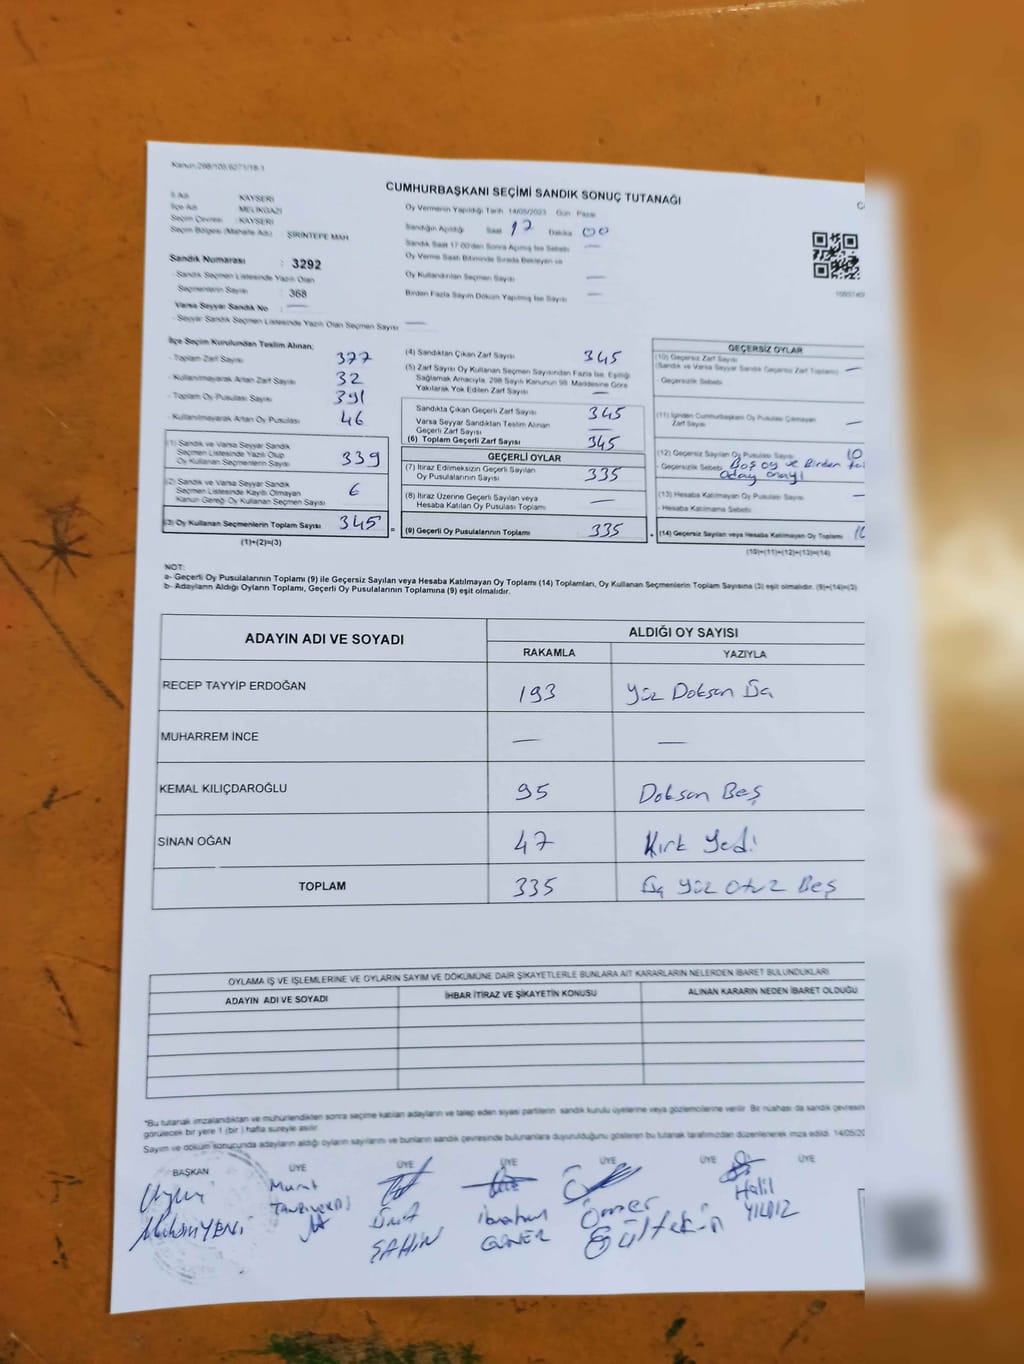 Kanun:298/109,6271/18-1
CUMHURBAŞKANI SEÇİMİ SANDIK SONUÇ TUTANAĞI
İl Adı : KAYSERİ
İlçe Adı : MELİKGAZİ
Seçim Çevresi : KAYSERİ
Seçim Bölgesi (Mahalle Adı) : ŞİRİNTEPE MAH
Sandık Numarası : 3292
- Sandık Seçmen Listesinde Yazılı Olan
Seçmenlerin Sayısı : 368
Varsa Seyyar Sandık No : —
- Seyyar Sandık Seçmen Listesinde Yazılı Olan Seçmen Sayısı —
Oy Vermenin Yapıldığı Tarih 14/05/2023 Gün : Pazar
Sandığın Açıldığı Saat 17 Dakika 00
Sandık Saat 17:00'den Sonra Açılmış İse Sebebi —
Oy Verme Saati Bitiminde Sırada Bekleyen ve
Oy Kullandırılan Seçmen Sayısı —
Birden Fazla Sayım Döküm Yapılmış İse Sayısı —
İlçe Seçim Kurulundan Teslim Alınan;
- Toplam Zarf Sayısı 377
- Kullanılmayarak Artan Zarf Sayısı 32
- Toplam Oy Pusulası Sayısı 391
- Kullanılmayarak Artan Oy Pusulası 46
(1) Sandık ve Varsa Seyyar Sandık
Seçmen Listesinde Yazılı Olup
Oy Kullanan Seçmenlerin Sayısı 339
(2) Sandık ve Varsa Seyyar Sandık
Seçmen Listesinde Kayıtlı Olmayan
Kanun Gereği Oy Kullanan Seçmen Sayısı 6
(3) Oy Kullanan Seçmenlerin Toplam Sayısı 345 =
(1)+(2)=(3)
(4) Sandıktan Çıkan Zarf Sayısı 345
(5) Zarf Sayısı Oy Kullanan Seçmen Sayısından Fazla İse, Eşitliği
Sağlamak Amacıyla, 298 Sayılı Kanunun 98. Maddesine Göre
Yakılarak Yok Edilen Zarf Sayısı —
Sandıkta Çıkan Geçerli Zarf Sayısı 345
Varsa Seyyar Sandıktan Teslim Alınan
Geçerli Zarf Sayısı —
(6) Toplam Geçerli Zarf Sayısı 345
GEÇERLİ OYLAR
(7) İtiraz Edilmeksizin Geçerli Sayılan
Oy Pusulasının Sayısı 335
(8) İtiraz Üzerine Geçerli Sayılan veya
Hesaba Katılan Oy Pusulası Toplamı —
(9) Geçerli Oy Pusulalarının Toplamı 335 +
GEÇERSİZ OYLAR
(10) Geçersiz Zarf Sayısı
(Sandık ve Varsa Seyyar Sandık Geçersiz Zarf Toplamı) —
- Geçersizlik Sebebi
(11) İçinden Cumhurbaşkanı Oy Pusulası Çıkmayan
Zarf Sayısı —
(12) Geçersiz Sayılan Oy Pusulası Sayısı 10
- Geçersizlik Sebebi Boş oy ve Birden
aday onayı
(13) Hesaba Katılmayan Oy Pusulası Sayısı —
- Hesaba Katılmama Sebebi
(14) Geçersiz Sayılan veya Hesaba Katılmayan Oy Toplamı
(10)+(11)+(12)+(13)=(14)
NOT:
a- Geçerli Oy Pusulalarının Toplamı (9) ile Geçersiz Sayılan veya Hesaba Katılmayan Oy Toplamı (14) Toplamları, Oy Kullanan Seçmenlerin Toplam Sayısına (3) eşit olmalıdır. (9)+(14)=(3)
b- Adayların Aldığı Oyların Toplamı, Geçerli Oy Pusulalarının Toplamına (9) eşit olmalıdır.
ADAYIN ADI VE SOYADI ALDIĞI OY SAYISI
RAKAMLA YAZIYLA
RECEP TAYYİP ERDOĞAN 193 Yüz Doksan Üç
MUHARREM İNCE — —
KEMAL KILIÇDAROĞLU 95 Doksan Beş
SİNAN OĞAN 47 Kırk Yedi
TOPLAM 335 Üç Yüz Otuz Beş
OYLAMA İŞ VE İŞLEMLERİNE VE OYLARIN SAYIM VE DÖKÜMÜNE DAİR ŞİKAYETLERLE BUNLARA AİT KARARLARIN NELERDEN İBARET BULUNDUKLARI
ADAYIN ADI VE SOYADI İHBAR İTİRAZ VE ŞİKAYETİN KONUSU ALINAN KARARIN NEDEN İBARET OLDUĞU
*Bu tutanak imzalandıktan ve mühürlendikten sonra seçime katılan adayların ve talep eden siyasi partilerin sandık kurulu üyelerine veya gözlemcilerine verilir. Bir nüshası da sandık çevresinde
görülecek bir yere 1 (bir) hafta süreyle asılır.
Sayım ve döküm sonucunda adayların aldığı oyların sayılarını ve bunların sandık çevresinde bulunanlara duyurulduğunu gösteren bu tutanak tarafımızdan düzenlenerek imza edildi. 14/05/20
BAŞKAN ÜYE ÜYE ÜYE ÜYE ÜYE ÜYE
Murat Ümit İbrahim Ömer Halil
YENİ ŞAHİN GÜNER Gültekin YILDIZ